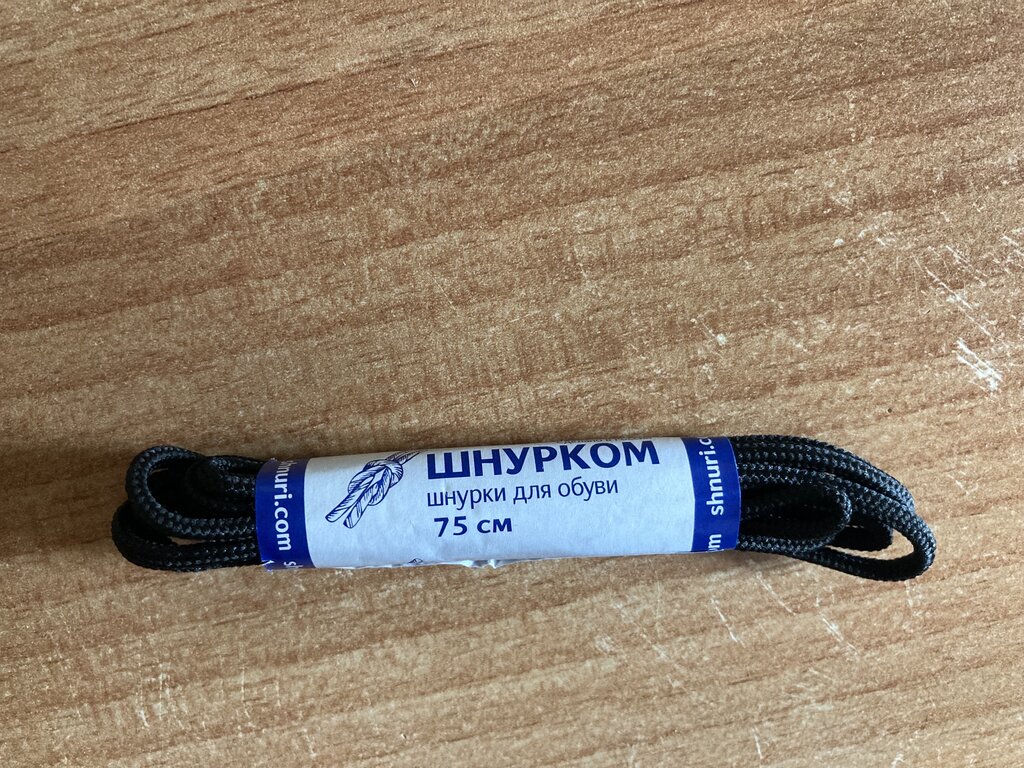 ШНУРКОМ
шнурки для обуви
75 см
shnuri.com
shnuri.c